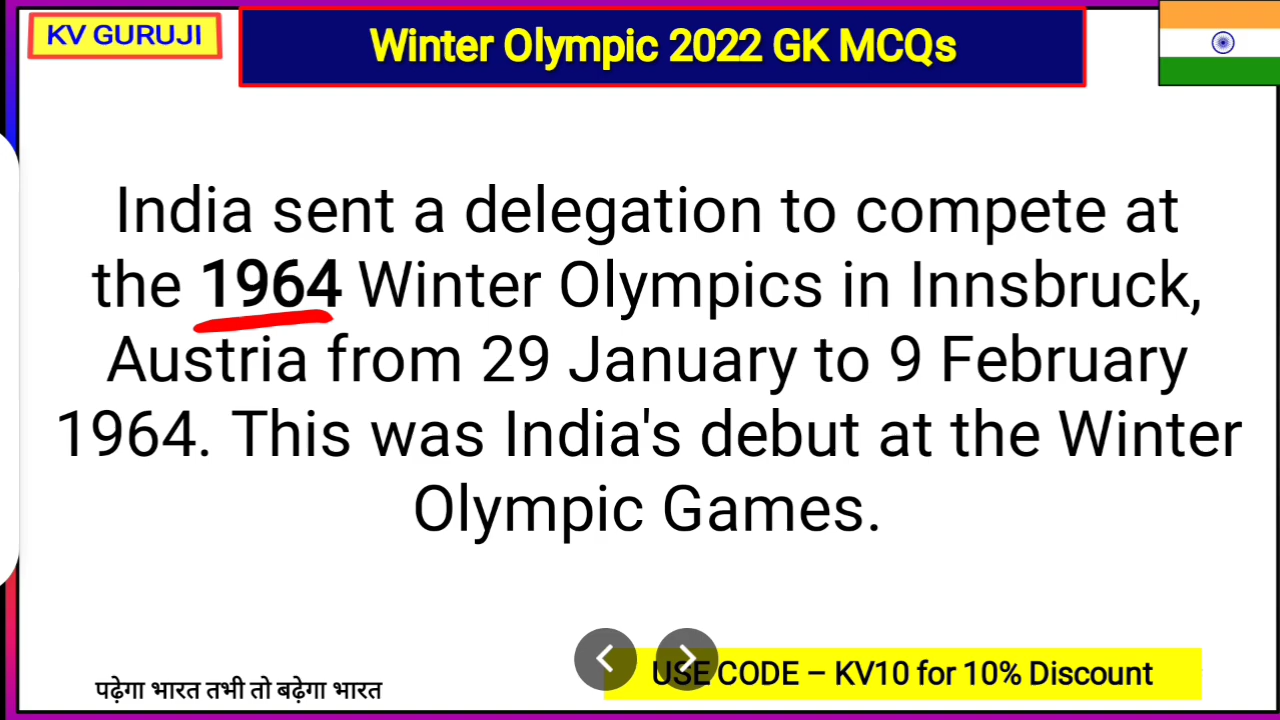 KV GURUJI
Winter Olympic 2022 GK MCQs
India sent a delegation to compete at
the 1964 Winter Olympics in Innsbruck,
Austria from 29 January to 9 February
1964. This was India's debut at the Winter
Olympic Games.
USE CODE – KV10 for 10% Discount
पढ़ेगा भारत तभी तो बढ़ेगा भारत